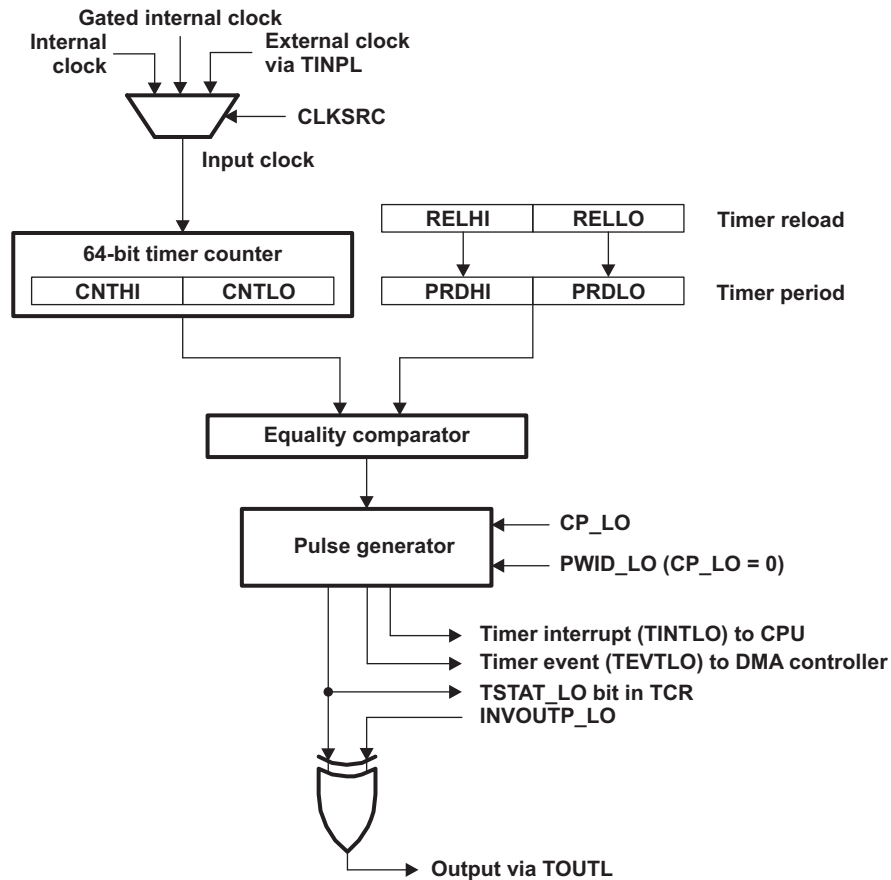 Gated internal clock
Internal
clock
External clock
via TINPL
CLKSRC
Input clock
RELHI RELLO Timer reload
64-bit timer counter
CNTHI CNTLO
PRDHI PRDLO Timer period
Equality comparator
Pulse generator
CP_LO
PWID_LO (CP_LO = 0)
Timer interrupt (TINTLO) to CPU
Timer event (TEVTLO) to DMA controller
TSTAT_LO bit in TCR
INVOUTP_LO
Output via TOUTL